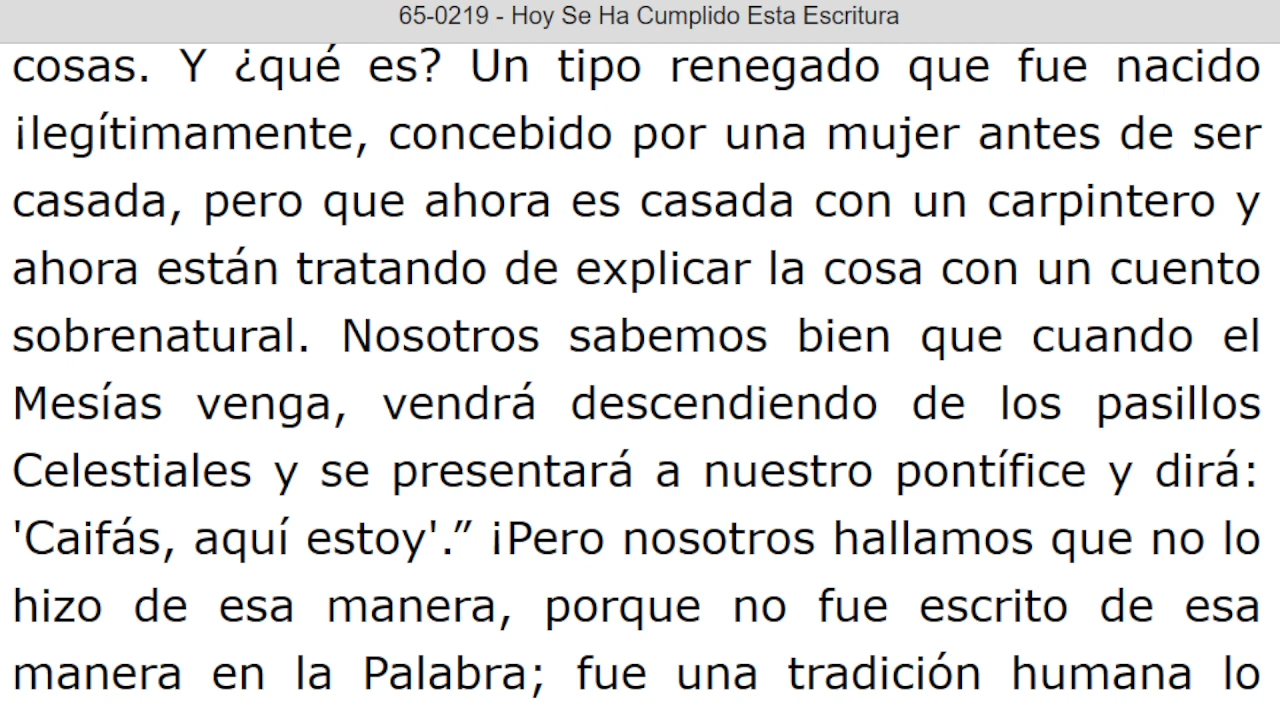 65-0219 - Hoy Se Ha Cumplido Esta Escritura
cosas. Y ¿qué es? Un tipo renegado que fue nacido
ilegítimamente, concebido por una mujer antes de ser
casada, pero que ahora es casada con un carpintero y
ahora están tratando de explicar la cosa con un cuento
sobrenatural. Nosotros sabemos bien que cuando el
Mesías venga, vendrá descendiendo de los pasillos
Celestiales y se presentará a nuestro pontífice y dirá:
'Caifás, aquí estoy'.” ¡Pero nosotros hallamos que no lo
hizo de esa manera, porque no fue escrito de esa
manera en la Palabra; fue una tradición humana lo